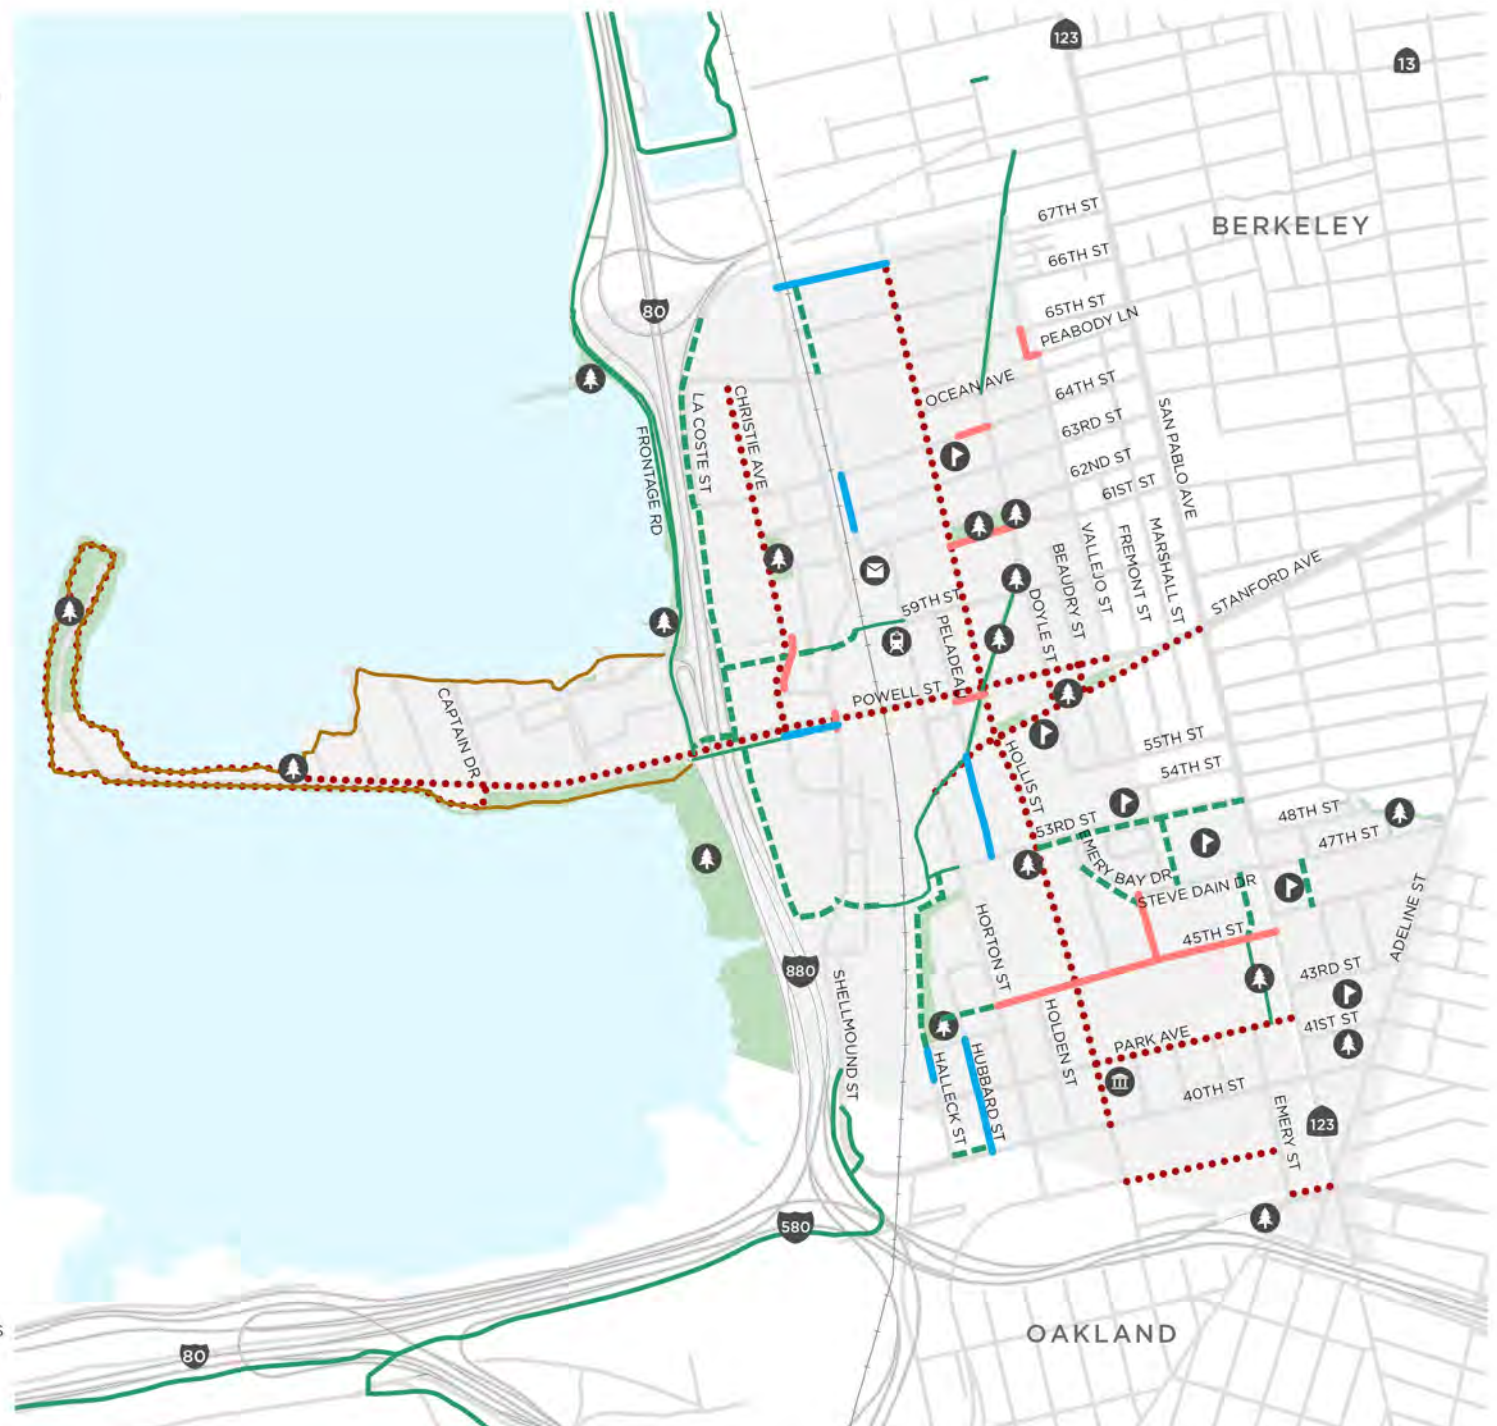 123
13
67TH ST
BERKELEY
66TH ST
80
65TH ST
PEABODY LN
OCEAN AVE
64TH ST
CHRISTIE AVE
LA COSTE ST
63RD ST
SAN PABLO AVE
FRONTAGE RD
62ND ST
61ST ST
VALLEJO ST
FREMONT ST
MARSHALL ST
BEAUDRY ST
STANFORD AVE
59TH ST
DOYLE ST
PELADEAU
POWELL ST
CAPTAIN DR
HOLLIS ST
55TH ST
54TH ST
53RD ST
48TH ST
47TH ST
EMERY BAY DR
STEVE DAIN DR
ADELINE ST
HORTON ST
45TH ST
880
SHELLMOUND ST
43RD ST
HOLDEN ST
PARK AVE
41ST ST
HALLECK ST
HUBBARD ST
40TH ST
EMERY ST
123
580
OAKLAND
S
80